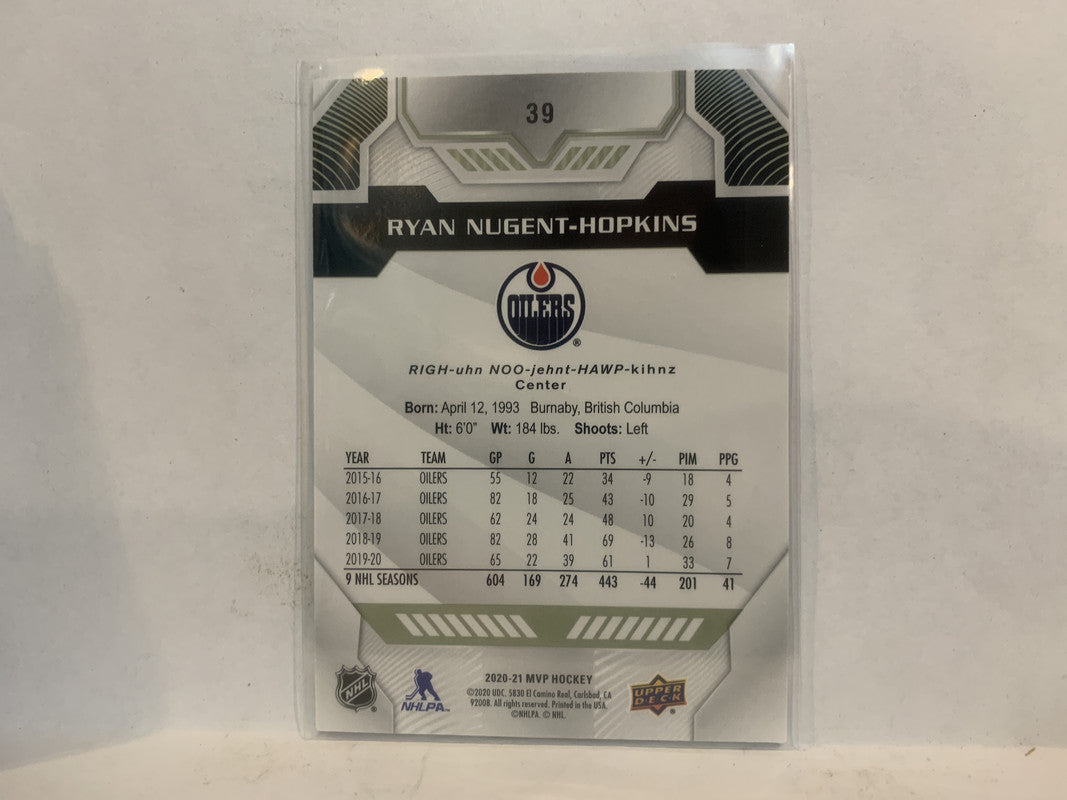 39
RYAN NUGENT-HOPKINS
OILERS ®
RIGH-uhn NOO-jehnt-HAWP-kihnz
Center
Born: April 12, 1993 Burnaby, British Columbia
Ht: 6'0" Wt: 184 lbs. Shoots: Left
YEAR TEAM GP G A PTS +/- PIM PPG
2015-16 OILERS 55 12 22 34 -9 18 4
2016-17 OILERS 82 18 25 43 -10 29 5
2017-18 OILERS 62 24 24 48 10 20 4
2018-19 OILERS 82 28 41 69 -13 26 8
2019-20 OILERS 65 22 39 61 1 33 7
9 NHL SEASONS 604 169 274 443 -44 201 41
2020-21 MVP HOCKEY
©2020 UDC. 5830 El Camino Real, Carlsbad, CA
92008. All rights reserved. Printed in the USA.
©NHLPA. © NHL.
NHL ®
NHLPA™
UPPER DECK ®